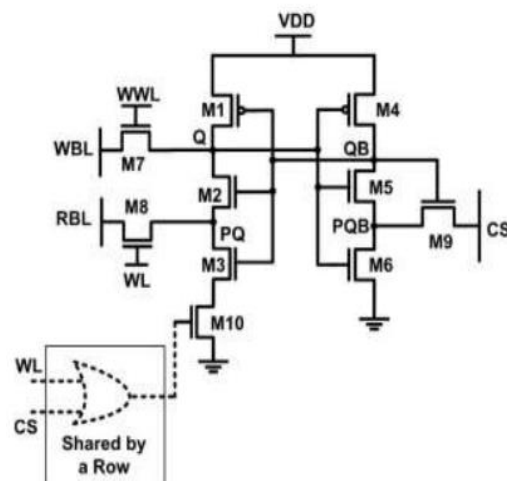 VDD
M1
M4
WWL
Q
QB
WBL
M7
M2
M5
M8
RBL
PQ
PQB
M9
CS
WL
M3
M6
M10
WL
CS
Shared by
a Row